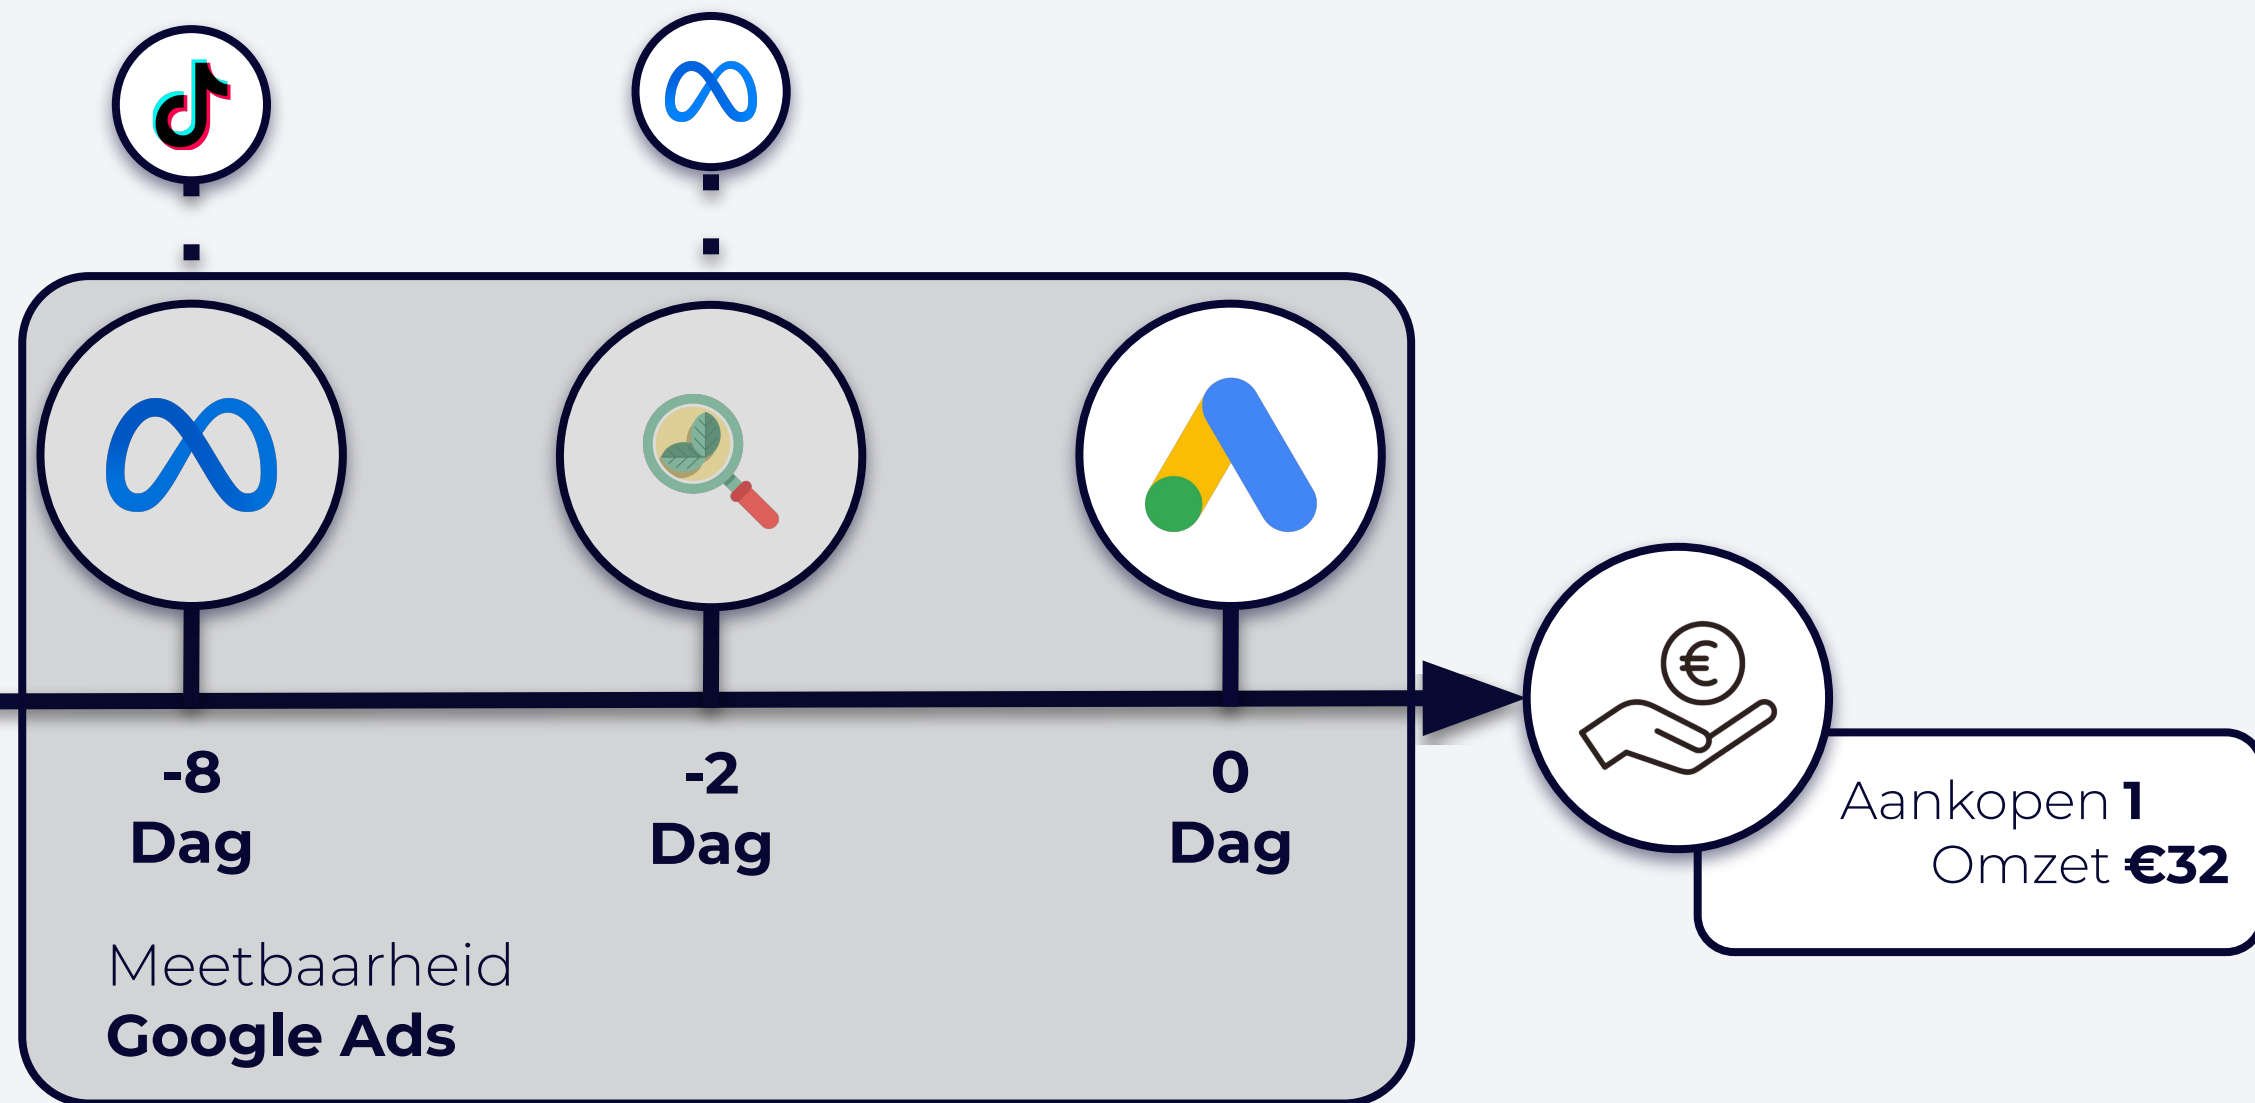 -8
Dag
-2
Dag
0
Dag
Aankopen 1
Omzet €32
Meetbaarheid
Google Ads